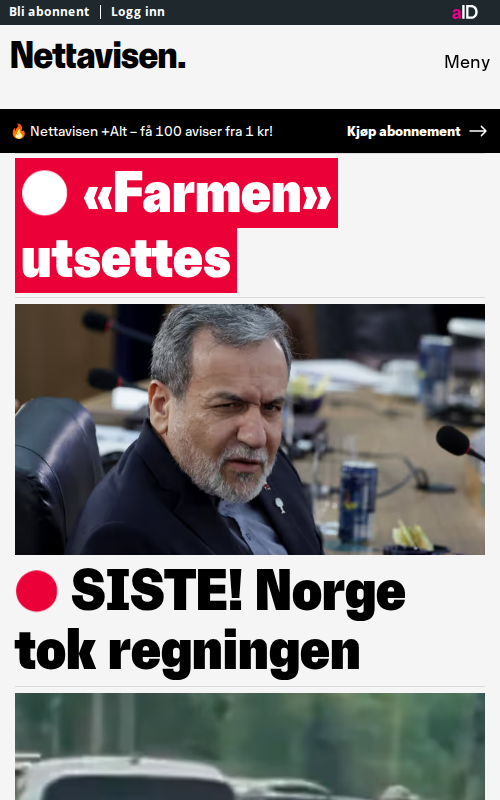 Bli abonnent | Logg inn
aID
Nettavisen.
Meny
🔥 Nettavisen +Alt – få 100 aviser fra 1 kr!
Kjøp abonnement →
«Farmen»
utsettes
SISTE! Norge
tok regningen